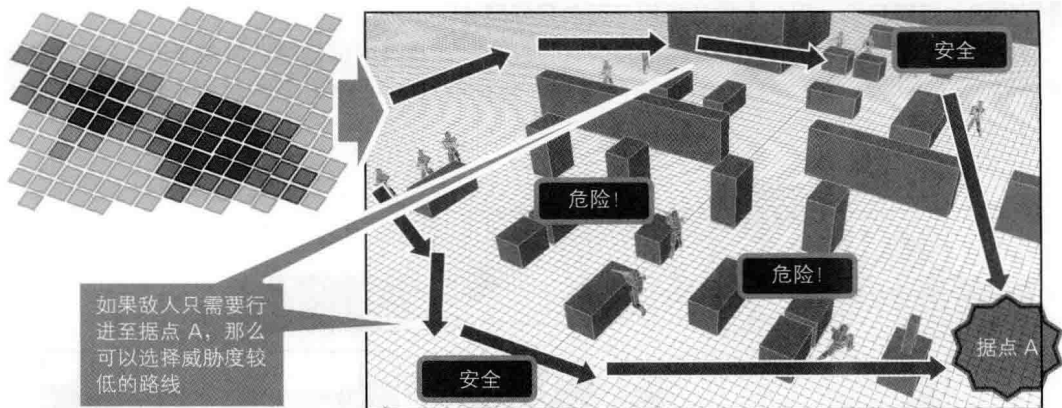 安全
危险!
危险!
如果敌人只需要行
进至据点 A，那么
可以选择威胁度较
低的路线
安全
据点 A